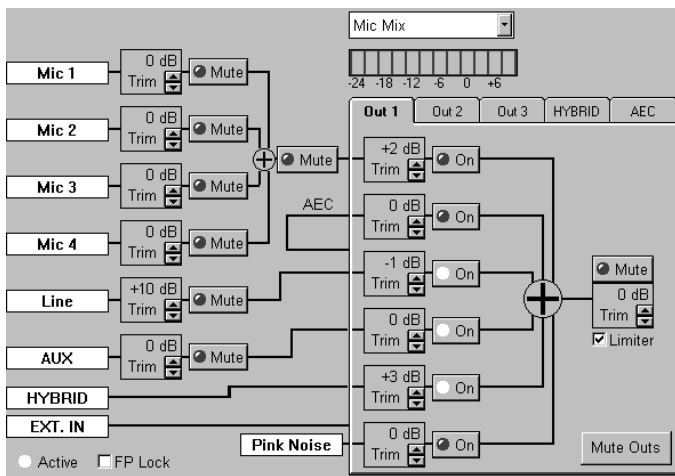 Mic Mix
-24 -18 -12 -6 0 +6
Out 1 Out 2 Out 3 HYBRID AEC
Mic 1
0 dB
Trim
Mute
Mic 2
0 dB
Trim
Mute
Mic 3
0 dB
Trim
Mute
Mic 4
0 dB
Trim
Mute
Line
+10 dB
Trim
Mute
AUX
0 dB
Trim
Mute
HYBRID
EXT. IN
Pink Noise
Active
FP Lock
Mute
AEC
+2 dB
Trim
On
0 dB
Trim
On
-1 dB
Trim
On
0 dB
Trim
On
+3 dB
Trim
On
0 dB
Trim
On
Mute
0 dB
Trim
Limiter
Mute Outs